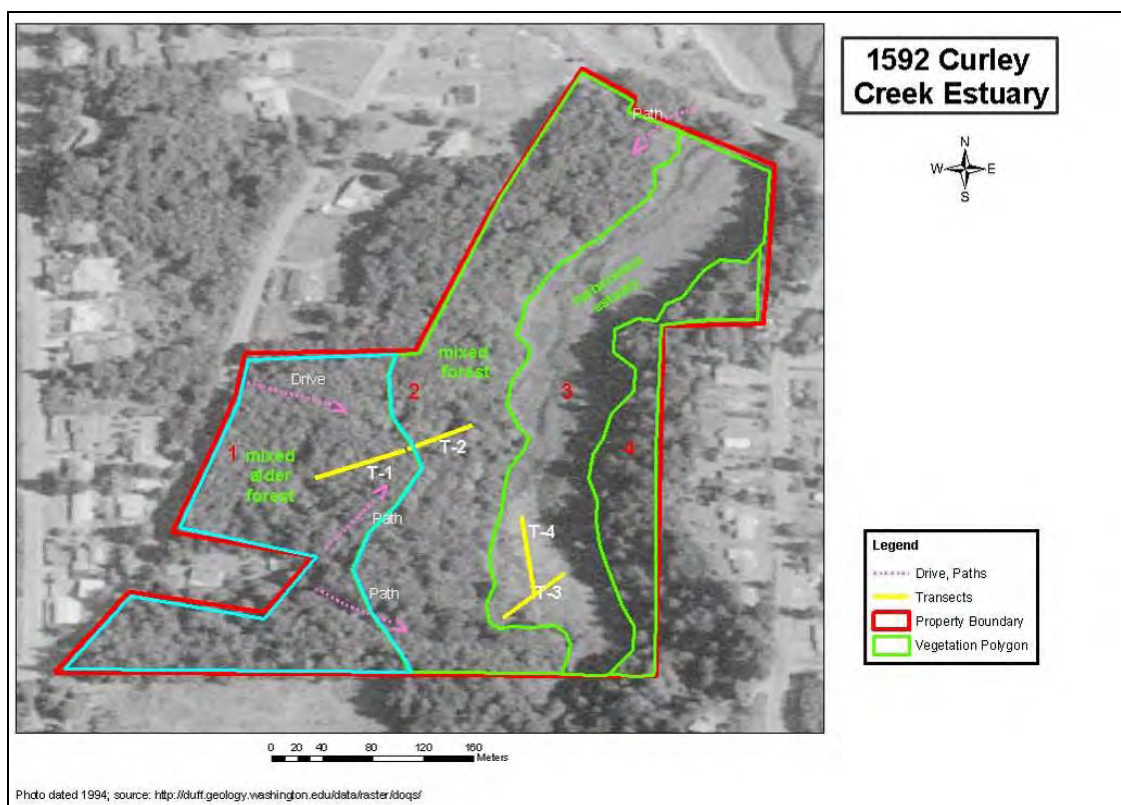 1592 Curley
Creek Estuary
N
W E
S
Path
estuary
mixed
forest
2
3
Drive
1
mixed
alder
forest
T-2
T-1
4
Path
T-4
T-3
Path
Legend
Drive, Paths
Transects
Property Boundary
Vegetation Polygon
0 20 40 80 120 160
Meters
Photo dated 1994; source: http://duff.geology.washington.edu/data/raster/doqs/